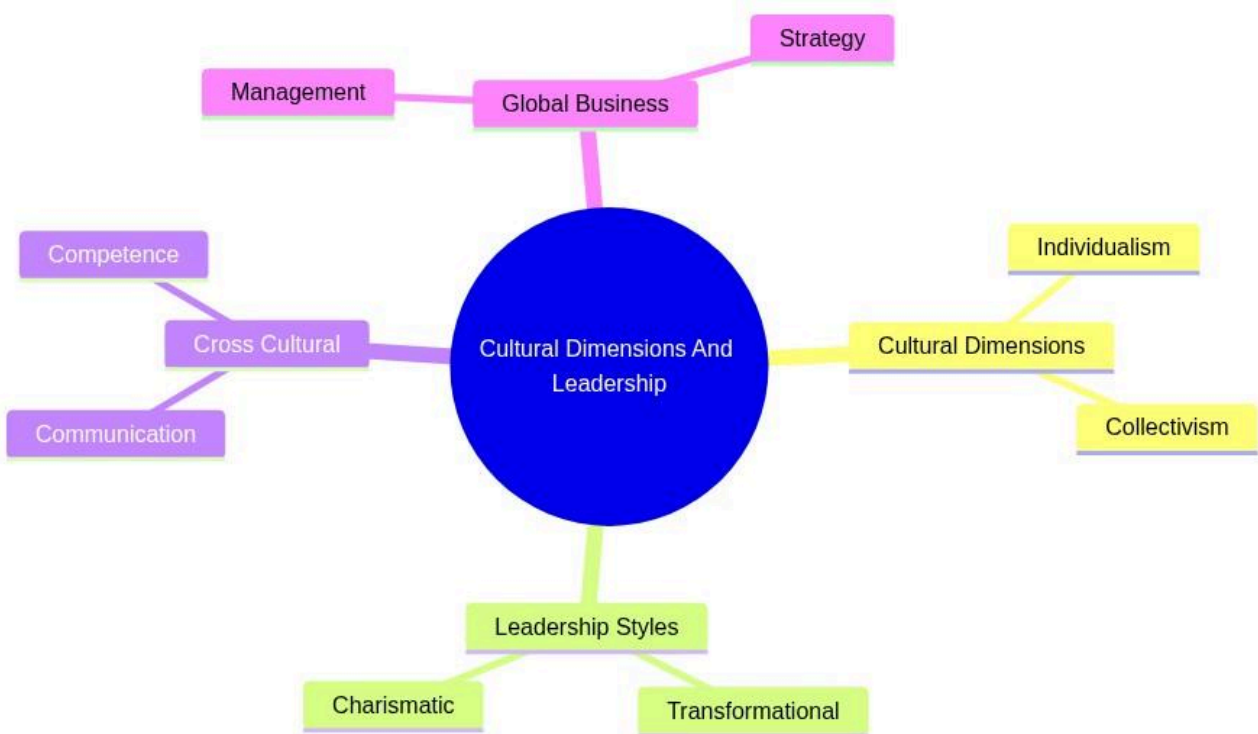 Strategy
Management
Global Business
Competence
Individualism
Cross Cultural
Cultural Dimensions And
Leadership
Cultural Dimensions
Communication
Collectivism
Leadership Styles
Charismatic
Transformational